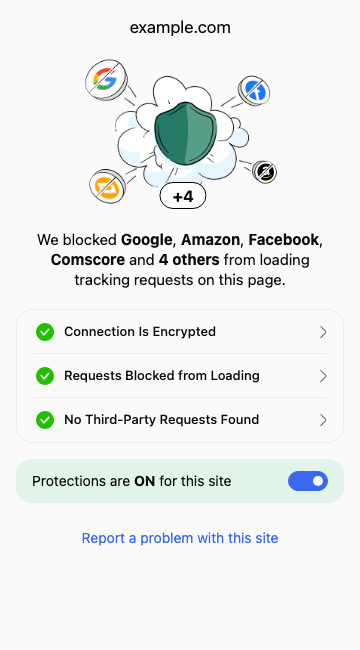 example.com
+4
We blocked Google, Amazon, Facebook,
Comscore and 4 others from loading
tracking requests on this page.
Connection Is Encrypted
Requests Blocked from Loading
No Third-Party Requests Found
Protections are ON for this site
Report a problem with this site